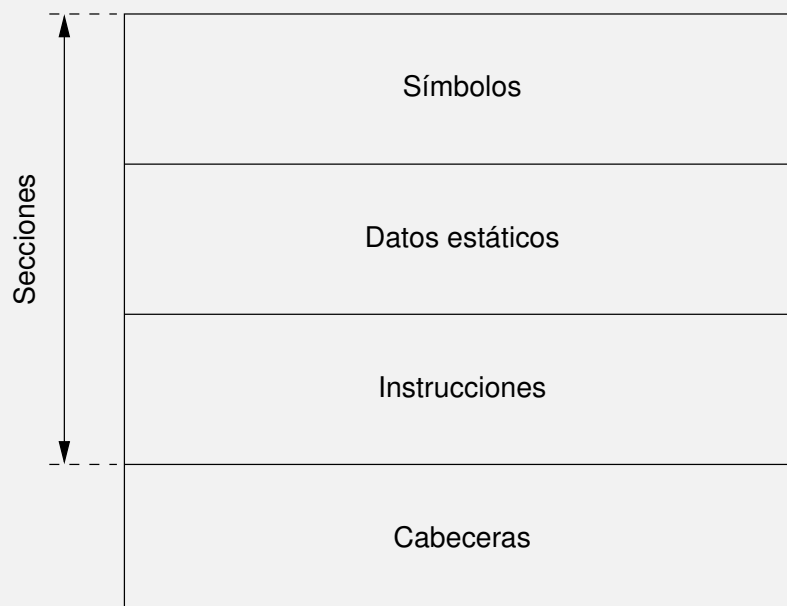 Símbolos
Datos estáticos
Secciones
Instrucciones
Cabeceras